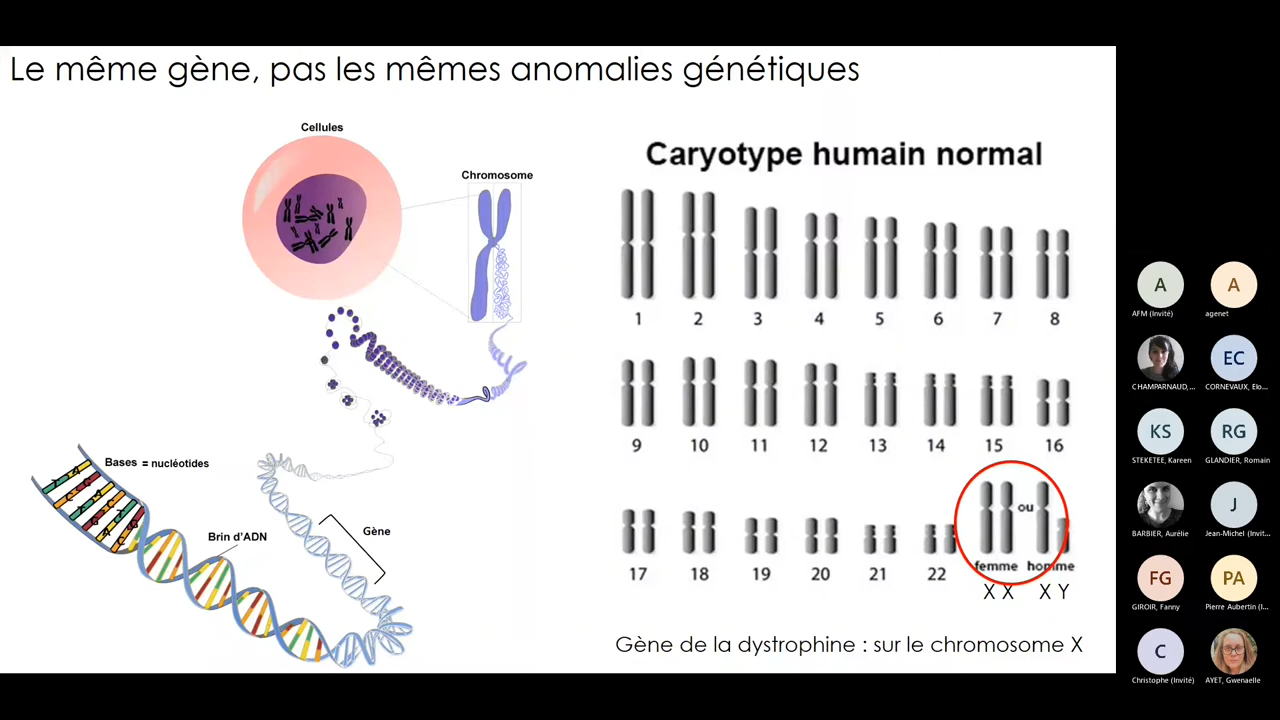 Le même gène, pas les mêmes anomalies génétiques
Cellules
Chromosome
Bases = nucléotides
Brin d'ADN
Gène
Caryotype humain normal
1 2 3 4 5 6 7 8
9 10 11 12 13 14 15 16
17 18 19 20 21 22
ou
femme homme
X X X Y
Gène de la dystrophine : sur le chromosome X
A A
AFM (Invité) agenet
EC
CHAMPARNAUD,... CORNEVAUX, Elo...
KS RG
STEKETEE, Kareen GLANDIER, Romain
J
BARBIER, Aurélie Jean-Michel (Invit...
FG PA
GIROIR, Fanny Pierre Aubertin (I...
C
Christophe (Invité) AYET, Gwenaelle